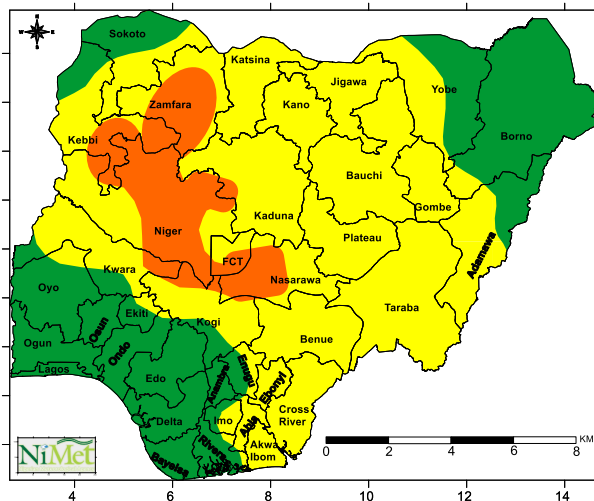 N
W E
S
Sokoto
Katsina
Jigawa
Yobe
Zamfara
Kano
Borno
Kebbi
Bauchi
Gombe
Kaduna
Niger
Plateau
Adamawa
FCT
Kwara
Nasarawa
Oyo
Taraba
Ekiti
Kogi
Osun
Benue
Ogun
Ondo
Lagos
Edo
Anambra
Enugu
Ebonyi
Delta
Imo
Abia
Cross
River
Akwa
Ibom
Rivers
Bayelsa
NiMet
KM
0 2 4 6 8
4 6 8 10 12 14